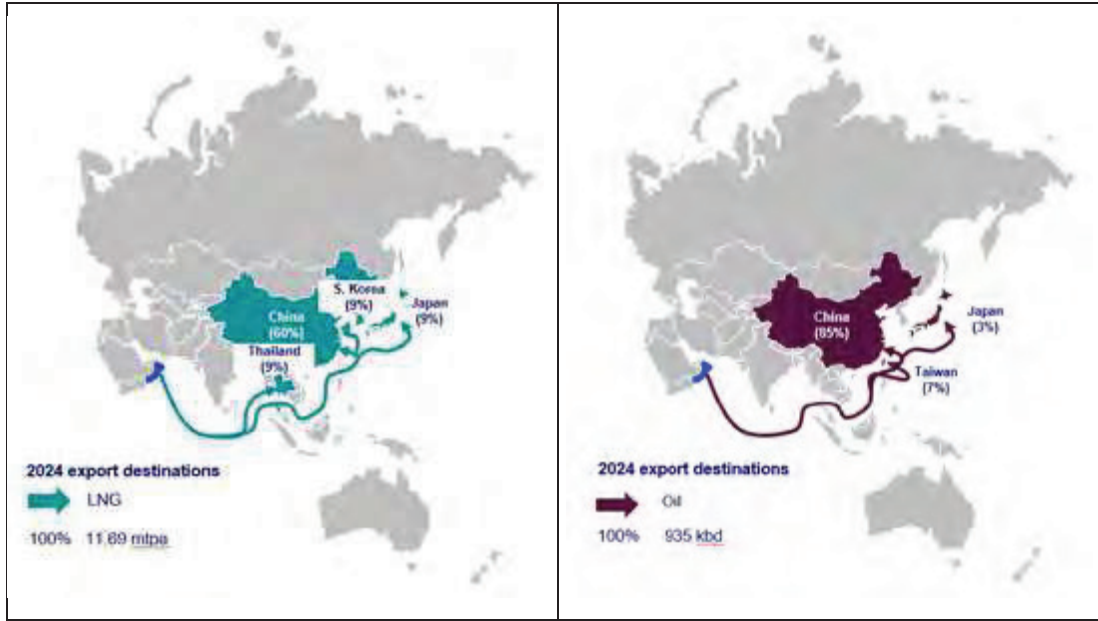 S. Korea
(9%)
Japan
(9%)
China
(60%)
Thailand
(9%)
2024 export destinations
LNG
100% 11.69 mtpa
China
(85%)
Japan
(3%)
Taiwan
(7%)
2024 export destinations
Oil
100% 935 kbd